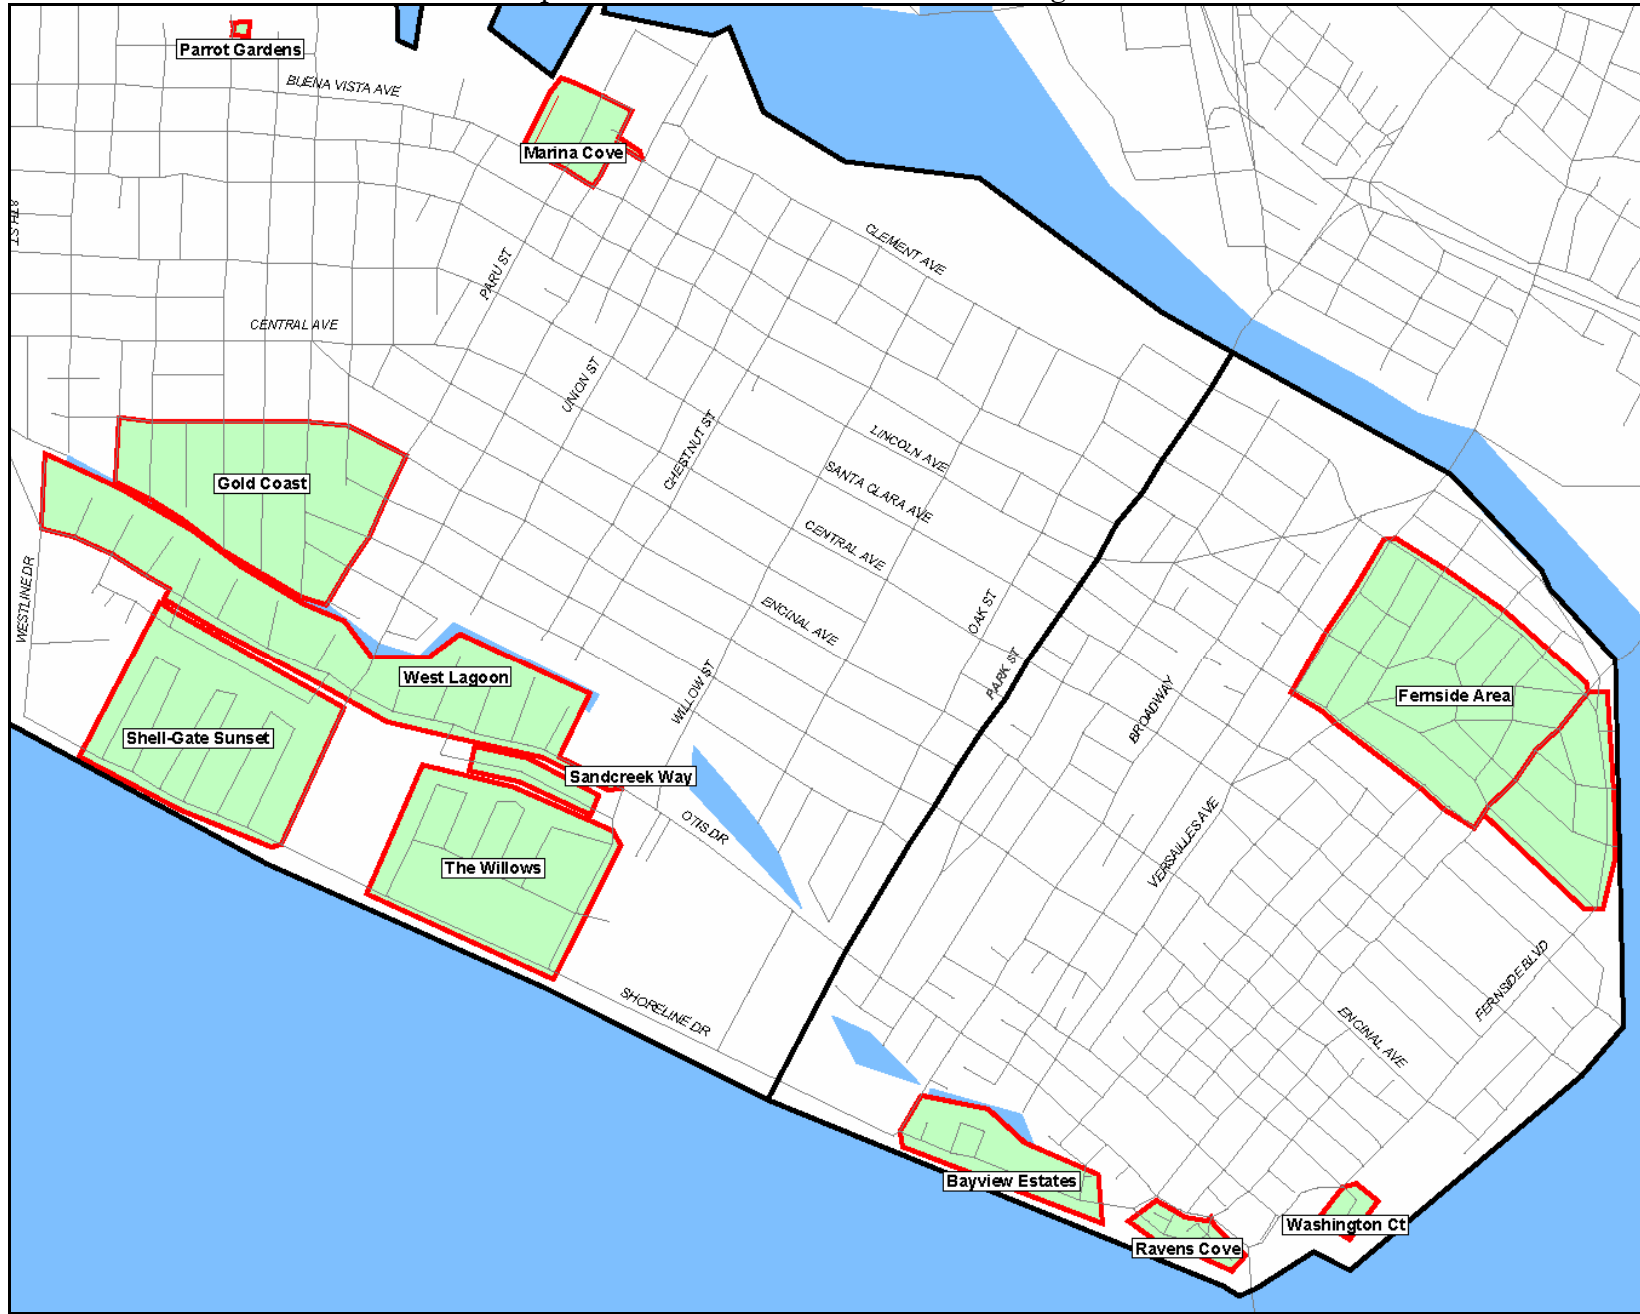 Parrot Gardens
BUENA VISTA AVE
Marina Cove
8TH ST
CLEMENT AVE
PARU ST
CENTRAL AVE
UNION ST
CHESTNUT ST
LINCOLN AVE
SANTA CLARA AVE
Gold Coast
CENTRAL AVE
WESTLINE DR
ENCINAL AVE
OAK ST
PARK ST
West Lagoon
WILLOW ST
Fernside Area
BROADWAY
Shell-Gate Sunset
Sandcreek Way
OTIS DR
VERSAILLES AVE
The Willows
FERNSIDE BLVD
SHORELINE DR
ENCINAL AVE
Bayview Estates
Washington Ct
Ravens Cove